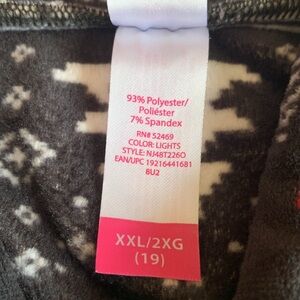 93% Polyester/
Poliéster
7% Spandex
RN# 52469
COLOR: LIGHTS
STYLE: NJ48T226O
EAN/UPC 19216441681
8U2
XXL/2XG
(19)